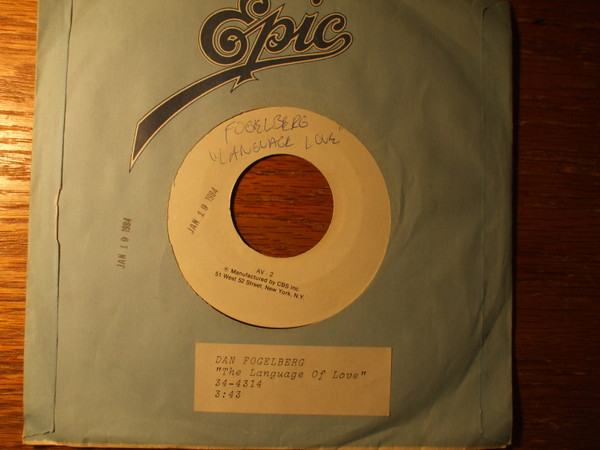 Epic
FOGELBERG
"LANGUAGE LOVE"
JAN 19 1984
JAN 19 1984
AV - 2
® Manufactured by CBS Inc.
51 West 52 Street, New York, N.Y.
DAN FOGELBERG
"The Language Of Love"
34-4314
3:43